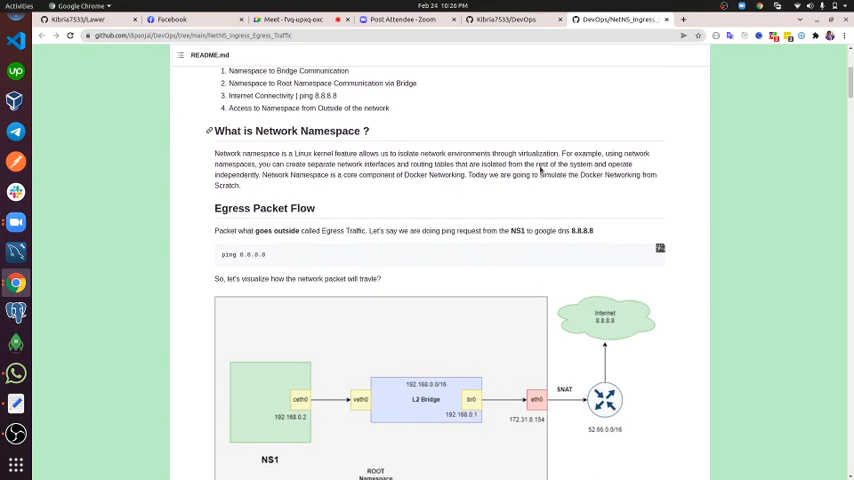 Activities
Google Chrome
Feb 24 10:26 PM
Kibria7533/Lawer
Facebook
Meet - fvq-upxq-oxc
Post Attendee - Zoom
Kibria7533/DevOps
DevOps/NetNS_Ingress_E
github.com/dipanjal/DevOps/tree/main/NetNS_Ingress_Egress_Traffic
README.md
1. Namespace to Bridge Communication
2. Namespace to Root Namespace Communication via Bridge
3. Internet Connectivity | ping 8.8.8.8
4. Access to Namespace from Outside of the network
What is Network Namespace ?
Network namespace is a Linux kernel feature allows us to isolate network environments through virtualization. For example, using network
namespaces, you can create separate network interfaces and routing tables that are isolated from the rest of the system and operate
independently. Network Namespace is a core component of Docker Networking. Today we are going to simulate the Docker Networking from
Scratch.
Egress Packet Flow
Packet what goes outside called Egress Traffic. Let's say we are doing ping request from the NS1 to google dns 8.8.8.8
ping 8.8.8.8
So, let's visualize how the network packet will travle?
Internet
8.8.8.8
192.168.0.0/16
ceth0
veth0
L2 Bridge
br0
eth0
SNAT
192.168.0.2
192.168.0.1
172.31.8.154
52.66.0.0/16
NS1
ROOT
Namespace